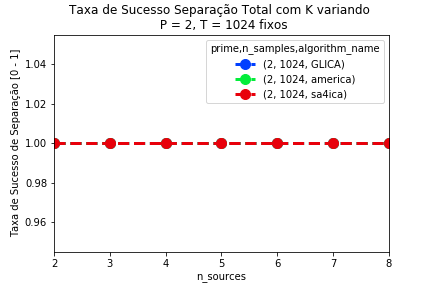 Taxa de Sucesso Separação Total com K variando
P = 2, T = 1024 fixos
prime,n_samples,algorithm_name
(2, 1024, GLICA)
(2, 1024, america)
(2, 1024, sa4ica)
Taxa de Sucesso de Separação [0 - 1]
1.04
1.02
1.00
0.98
0.96
2 3 4 5 6 7 8
n_sources